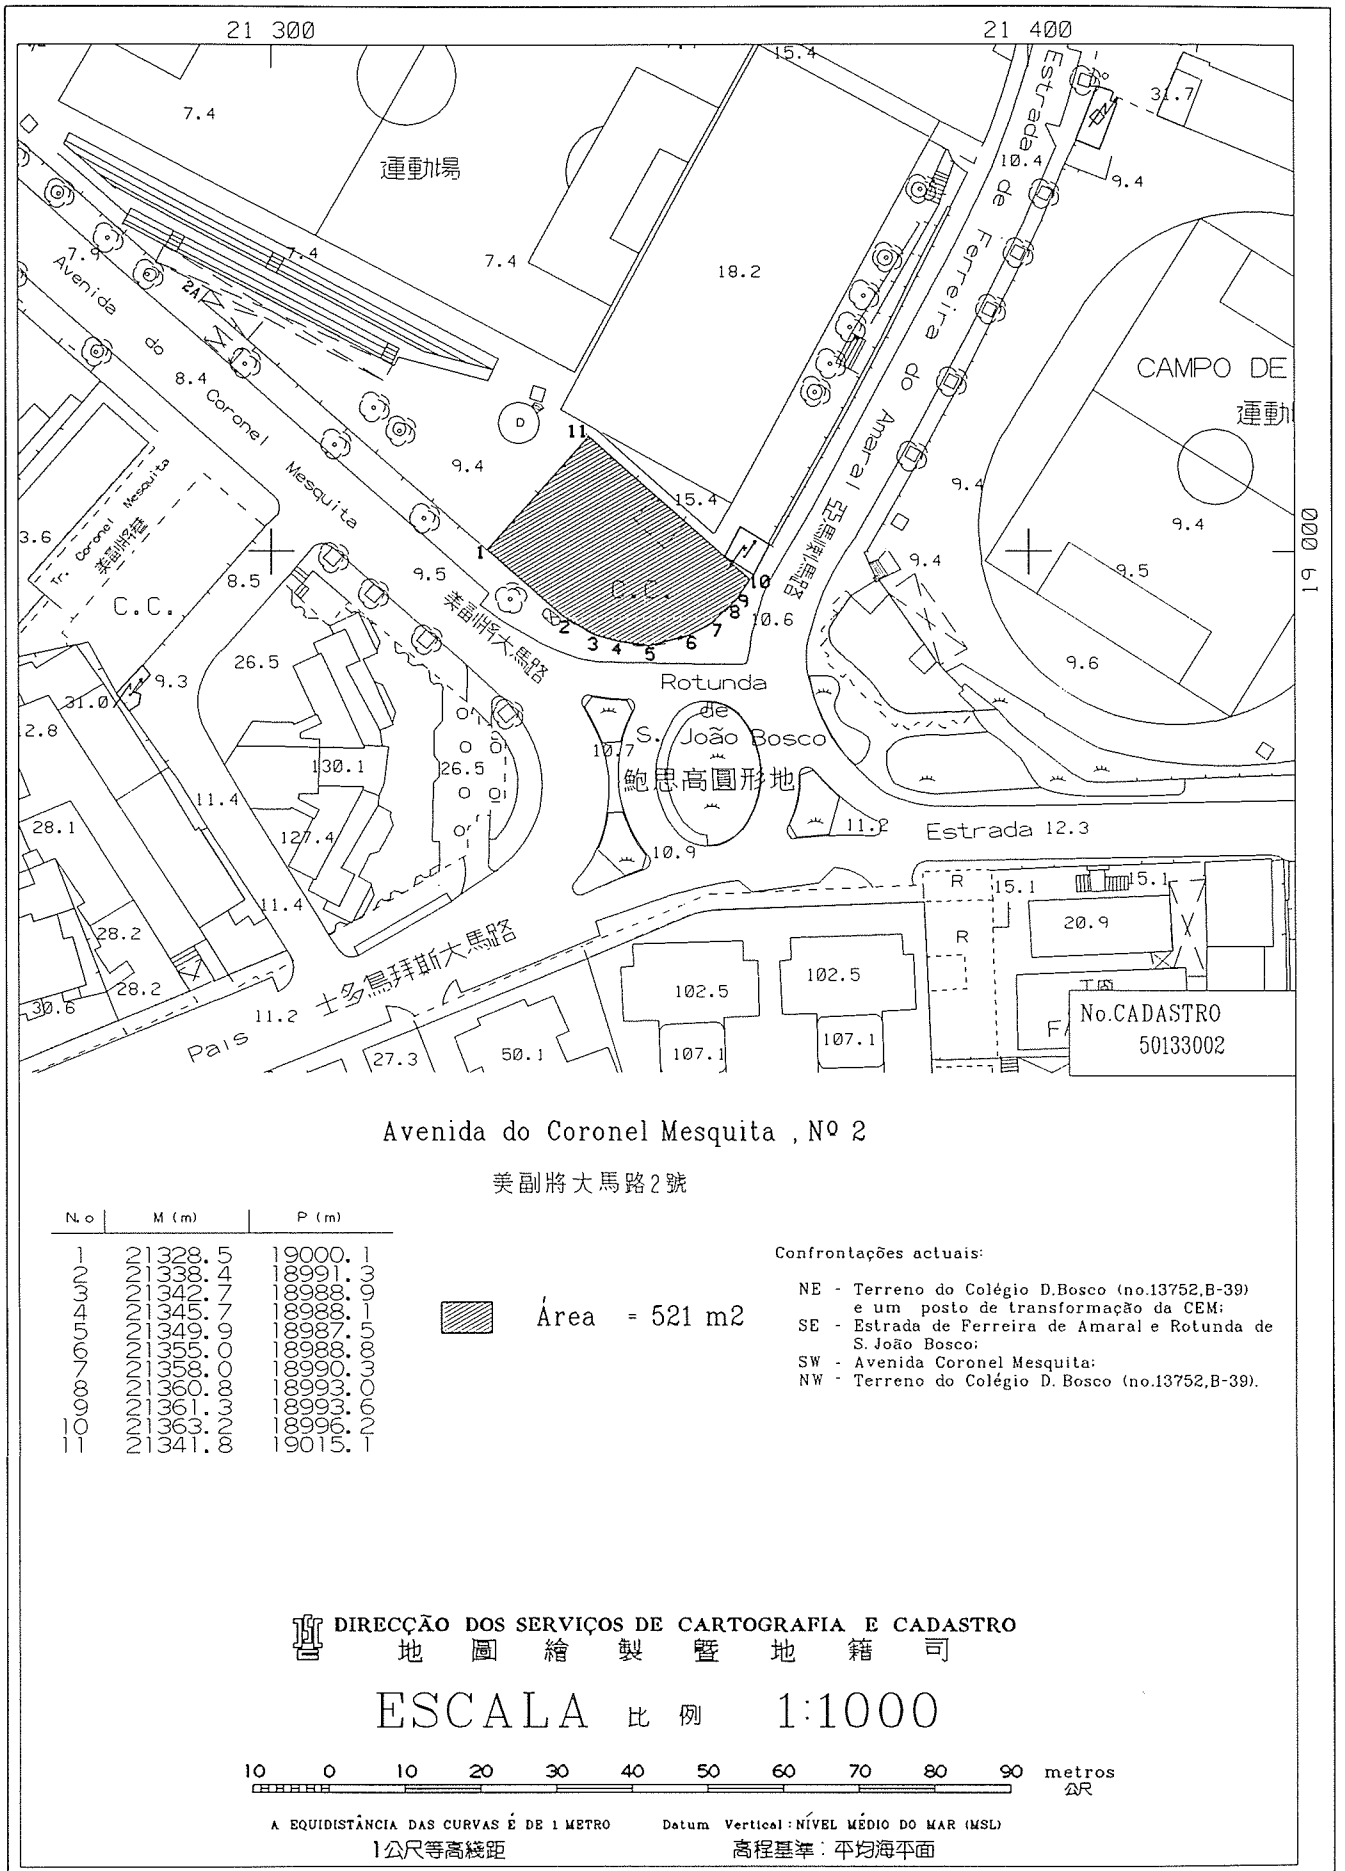 21 300
21 400
15.4
31.7
7.4
運動場
10.4
9.4
7.9
7.4
7.4
18.2
2A
Avenida do Coronel Mesquita
8.4
Estrada de Ferreira do Amaral 亞馬喇馬路
CAMPO DE
運動
D
11
9.4
15.4
9.4
9.4
19 000
3.6
Tr. Coronel Mesquita
美副將巷
1
8.5
9.5
9.4
9.5
C.C.
C.C.
10
9
8
7
6
5
4
3
2
10.6
美副將大馬路
26.5
9.6
9.3
31.0
12.8
Rotunda
de
S. João Bosco
鮑思高圓形地
10.7
130.1
26.5
11.4
28.1
127.4
10.9
11.2
Estrada 12.3
R
15.1
15.1
11.4
20.9
28.2
R
士多鳥拜斯大馬路
28.2
102.5
102.5
30.6
11.2
País
27.3
50.1
107.1
107.1
No.CADASTRO
50133002
Avenida do Coronel Mesquita , Nº 2
美副將大馬路2號
N.o M (m) P (m)
1 21328.5 19000.1
2 21338.4 18991.3
3 21342.7 18988.9
4 21345.7 18988.1
5 21349.9 18987.5
6 21355.0 18988.8
7 21358.0 18990.3
8 21360.8 18993.0
9 21361.3 18993.6
10 21363.2 18996.2
11 21341.8 19015.1
Área = 521 m2
Confrontações actuais:
NE - Terreno do Colégio D.Bosco (no.13752,B-39)
e um posto de transformação da CEM;
SE - Estrada de Ferreira de Amaral e Rotunda de
S. João Bosco;
SW - Avenida Coronel Mesquita;
NW - Terreno do Colégio D. Bosco (no.13752,B-39).
DIRECÇÃO DOS SERVIÇOS DE CARTOGRAFIA E CADASTRO
地圖繪製暨地籍司
ESCALA 比例 1:1000
10 0 10 20 30 40 50 60 70 80 90 metros
公尺
A EQUIDISTÂNCIA DAS CURVAS É DE 1 METRO Datum Vertical : NÍVEL MÉDIO DO MAR (MSL)
1公尺等高綫距 高程基準：平均海平面